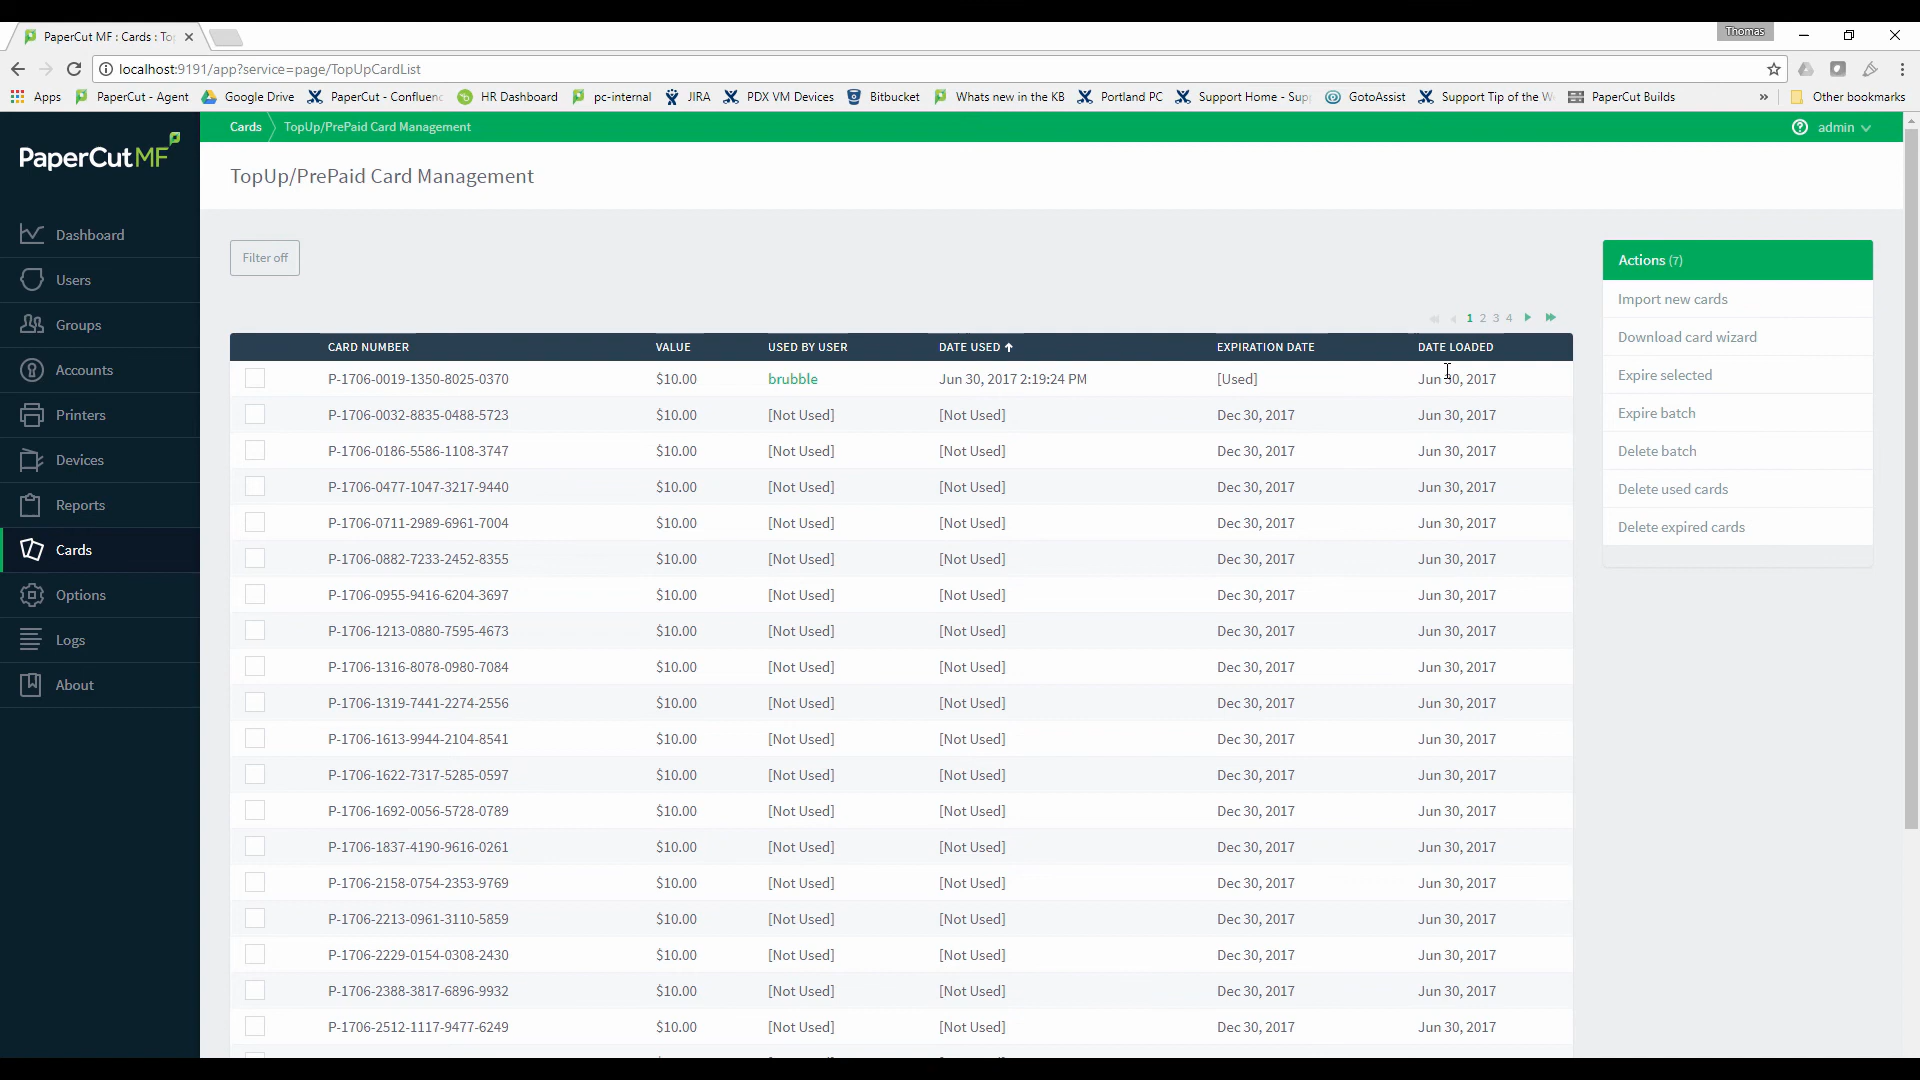 PaperCut MF : Cards : To
Thomas
localhost:9191/app?service=page/TopUpCardList
Apps PaperCut - Agent Google Drive PaperCut - Confluenc HR Dashboard pc-internal JIRA PDX VM Devices Bitbucket Whats new in the KB Portland PC Support Home - Sup GotoAssist Support Tip of the W PaperCut Builds » Other bookmarks
PaperCutMF
Cards TopUp/PrePaid Card Management
admin
TopUp/PrePaid Card Management
Dashboard
Users
Groups
Accounts
Printers
Devices
Reports
Cards
Options
Logs
About
Filter off
1 2 3 4
CARD NUMBER VALUE USED BY USER DATE USED EXPIRATION DATE DATE LOADED
P-1706-0019-1350-8025-0370 $10.00 brubble Jun 30, 2017 2:19:24 PM [Used] Jun 30, 2017
P-1706-0032-8835-0488-5723 $10.00 [Not Used] [Not Used] Dec 30, 2017 Jun 30, 2017
P-1706-0186-5586-1108-3747 $10.00 [Not Used] [Not Used] Dec 30, 2017 Jun 30, 2017
P-1706-0477-1047-3217-9440 $10.00 [Not Used] [Not Used] Dec 30, 2017 Jun 30, 2017
P-1706-0711-2989-6961-7004 $10.00 [Not Used] [Not Used] Dec 30, 2017 Jun 30, 2017
P-1706-0882-7233-2452-8355 $10.00 [Not Used] [Not Used] Dec 30, 2017 Jun 30, 2017
P-1706-0955-9416-6204-3697 $10.00 [Not Used] [Not Used] Dec 30, 2017 Jun 30, 2017
P-1706-1213-0880-7595-4673 $10.00 [Not Used] [Not Used] Dec 30, 2017 Jun 30, 2017
P-1706-1316-8078-0980-7084 $10.00 [Not Used] [Not Used] Dec 30, 2017 Jun 30, 2017
P-1706-1319-7441-2274-2556 $10.00 [Not Used] [Not Used] Dec 30, 2017 Jun 30, 2017
P-1706-1613-9944-2104-8541 $10.00 [Not Used] [Not Used] Dec 30, 2017 Jun 30, 2017
P-1706-1622-7317-5285-0597 $10.00 [Not Used] [Not Used] Dec 30, 2017 Jun 30, 2017
P-1706-1692-0056-5728-0789 $10.00 [Not Used] [Not Used] Dec 30, 2017 Jun 30, 2017
P-1706-1837-4190-9616-0261 $10.00 [Not Used] [Not Used] Dec 30, 2017 Jun 30, 2017
P-1706-2158-0754-2353-9769 $10.00 [Not Used] [Not Used] Dec 30, 2017 Jun 30, 2017
P-1706-2213-0961-3110-5859 $10.00 [Not Used] [Not Used] Dec 30, 2017 Jun 30, 2017
P-1706-2229-0154-0308-2430 $10.00 [Not Used] [Not Used] Dec 30, 2017 Jun 30, 2017
P-1706-2388-3817-6896-9932 $10.00 [Not Used] [Not Used] Dec 30, 2017 Jun 30, 2017
P-1706-2512-1117-9477-6249 $10.00 [Not Used] [Not Used] Dec 30, 2017 Jun 30, 2017
Actions (7)
Import new cards
Download card wizard
Expire selected
Expire batch
Delete batch
Delete used cards
Delete expired cards